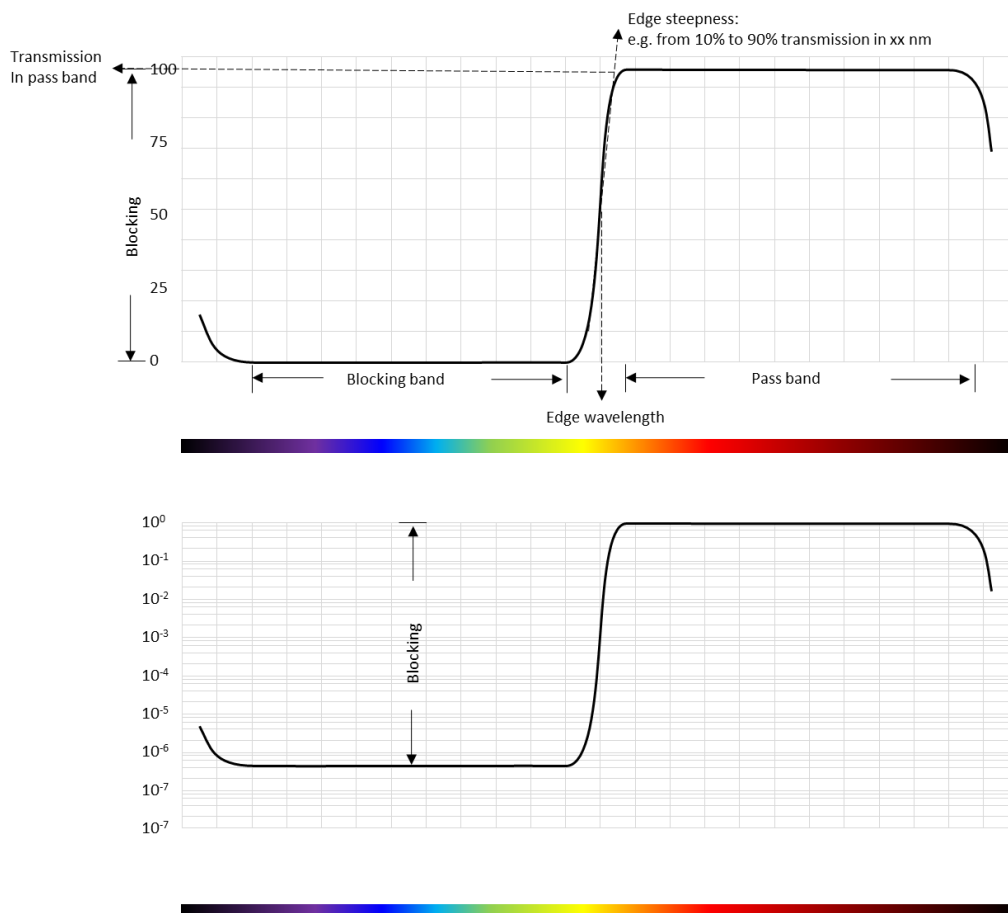 Edge steepness:
e.g. from 10% to 90% transmission in xx nm
Transmission
In pass band
100
75
50
25
0
Blocking
Blocking band
Pass band
Edge wavelength
10⁰
10⁻¹
10⁻²
10⁻³
10⁻⁴
10⁻⁵
10⁻⁶
10⁻⁷
10⁻⁷
Blocking